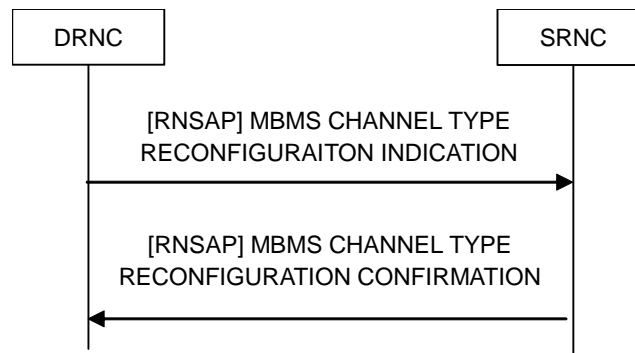 DRNC
SRNC
[RNSAP] MBMS CHANNEL TYPE
RECONFIGURAITON INDICATION
[RNSAP] MBMS CHANNEL TYPE
RECONFIGURATION CONFIRMATION